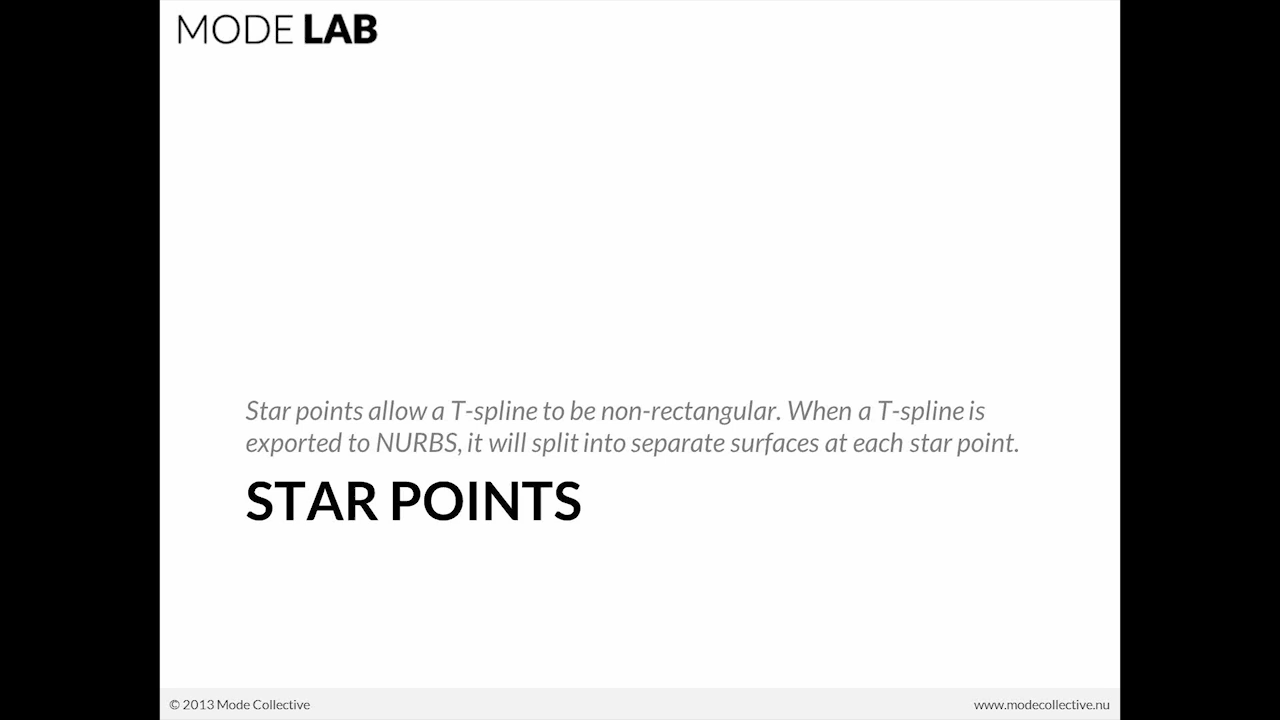 MODE LAB
Star points allow a T-spline to be non-rectangular. When a T-spline is
exported to NURBS, it will split into separate surfaces at each star point.
STAR POINTS
© 2013 Mode Collective
www.modecollective.nu